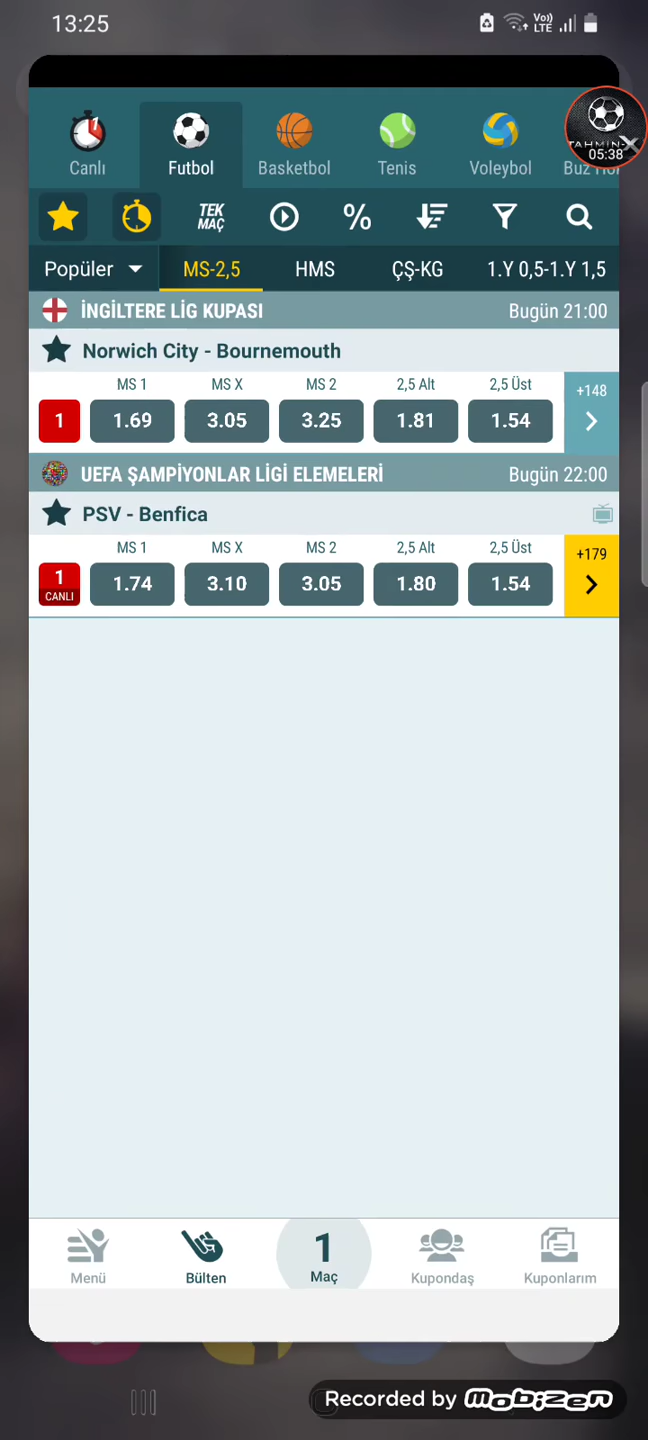 13:25
Vo)) LTE
Canlı Futbol Basketbol Tenis Voleybol
TAHMİN-X
05:38
TEK MAÇ %
Popüler MS-2,5 HMS ÇŞ-KG 1.Y 0,5-1.Y 1,5
İNGİLTERE LİG KUPASI Bugün 21:00
Norwich City - Bournemouth
MS 1 MS X MS 2 2,5 Alt 2,5 Üst +148
1 1.69 3.05 3.25 1.81 1.54
UEFA ŞAMPİYONLAR LİGİ ELEMELERİ Bugün 22:00
PSV - Benfica
MS 1 MS X MS 2 2,5 Alt 2,5 Üst +179
1 CANLI 1.74 3.10 3.05 1.80 1.54
Menü Bülten 1 Maç Kupondaş Kuponlarım
Recorded by mobizen